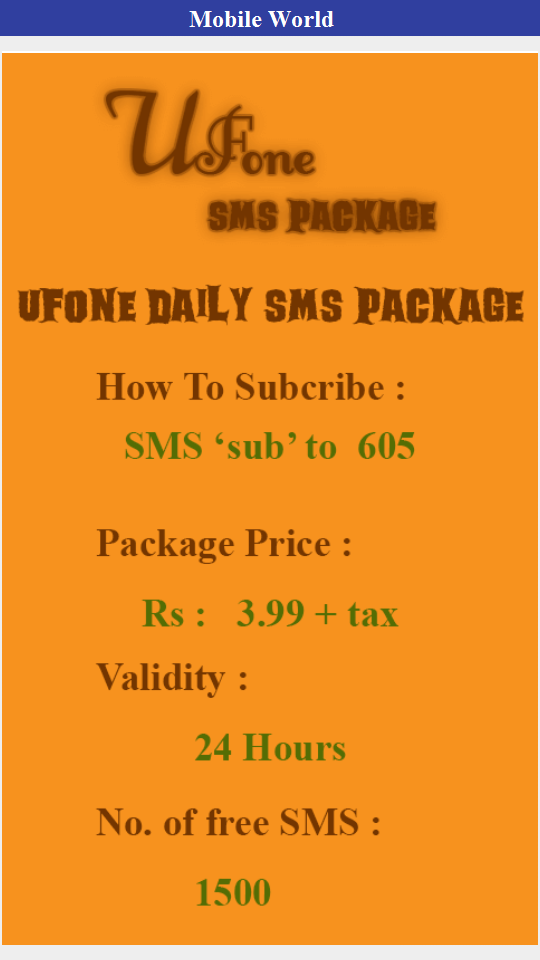 Mobile World
UFone
SMS PACKAGE
UFONE DAILY SMS PACKAGE
How To Subcribe :
SMS ‘sub’ to 605
Package Price :
Rs : 3.99 + tax
Validity :
24 Hours
No. of free SMS :
1500